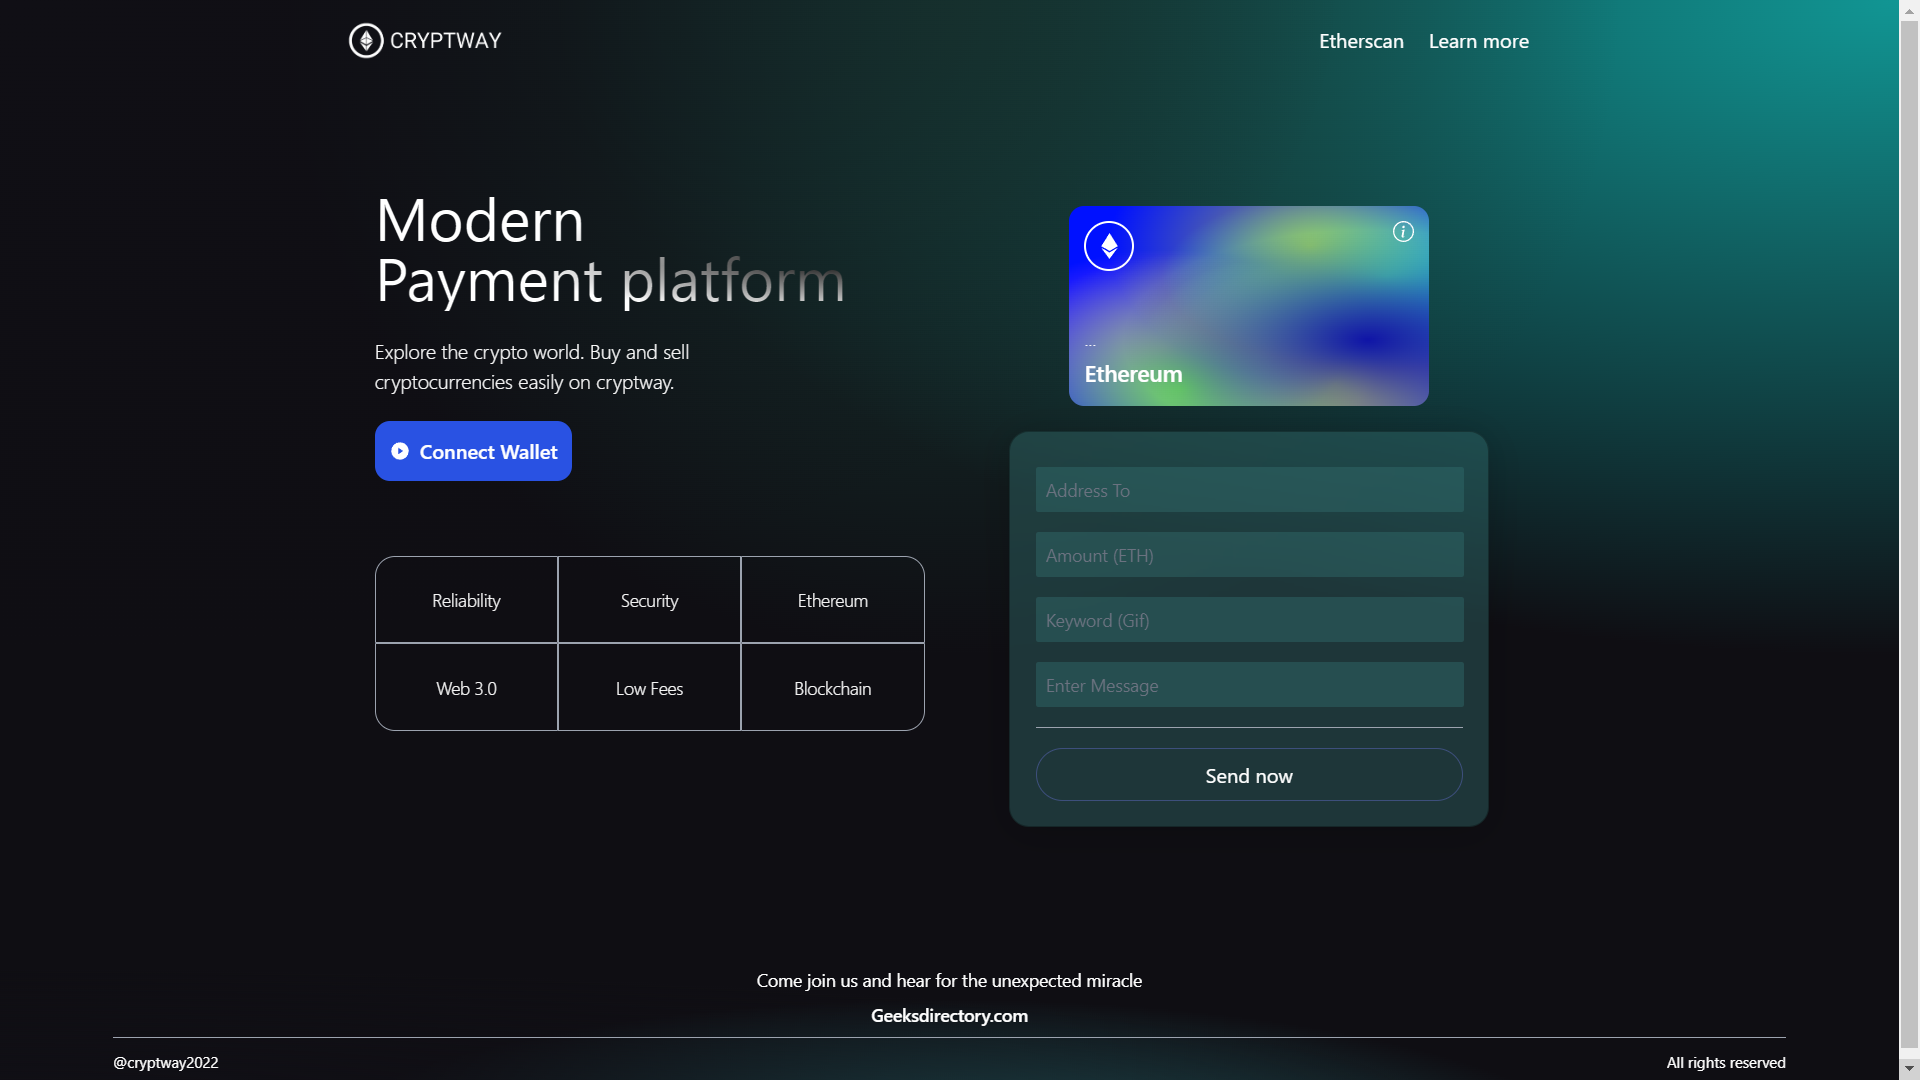 CRYPTWAY
Etherscan Learn more
Modern
Payment platform
Explore the crypto world. Buy and sell
cryptocurrencies easily on cryptway.
Connect Wallet
Reliability Security Ethereum
Web 3.0 Low Fees Blockchain
...
Ethereum
Address To
Amount (ETH)
Keyword (Gif)
Enter Message
Send now
Come join us and hear for the unexpected miracle
Geeksdirectory.com
@cryptway2022
All rights reserved